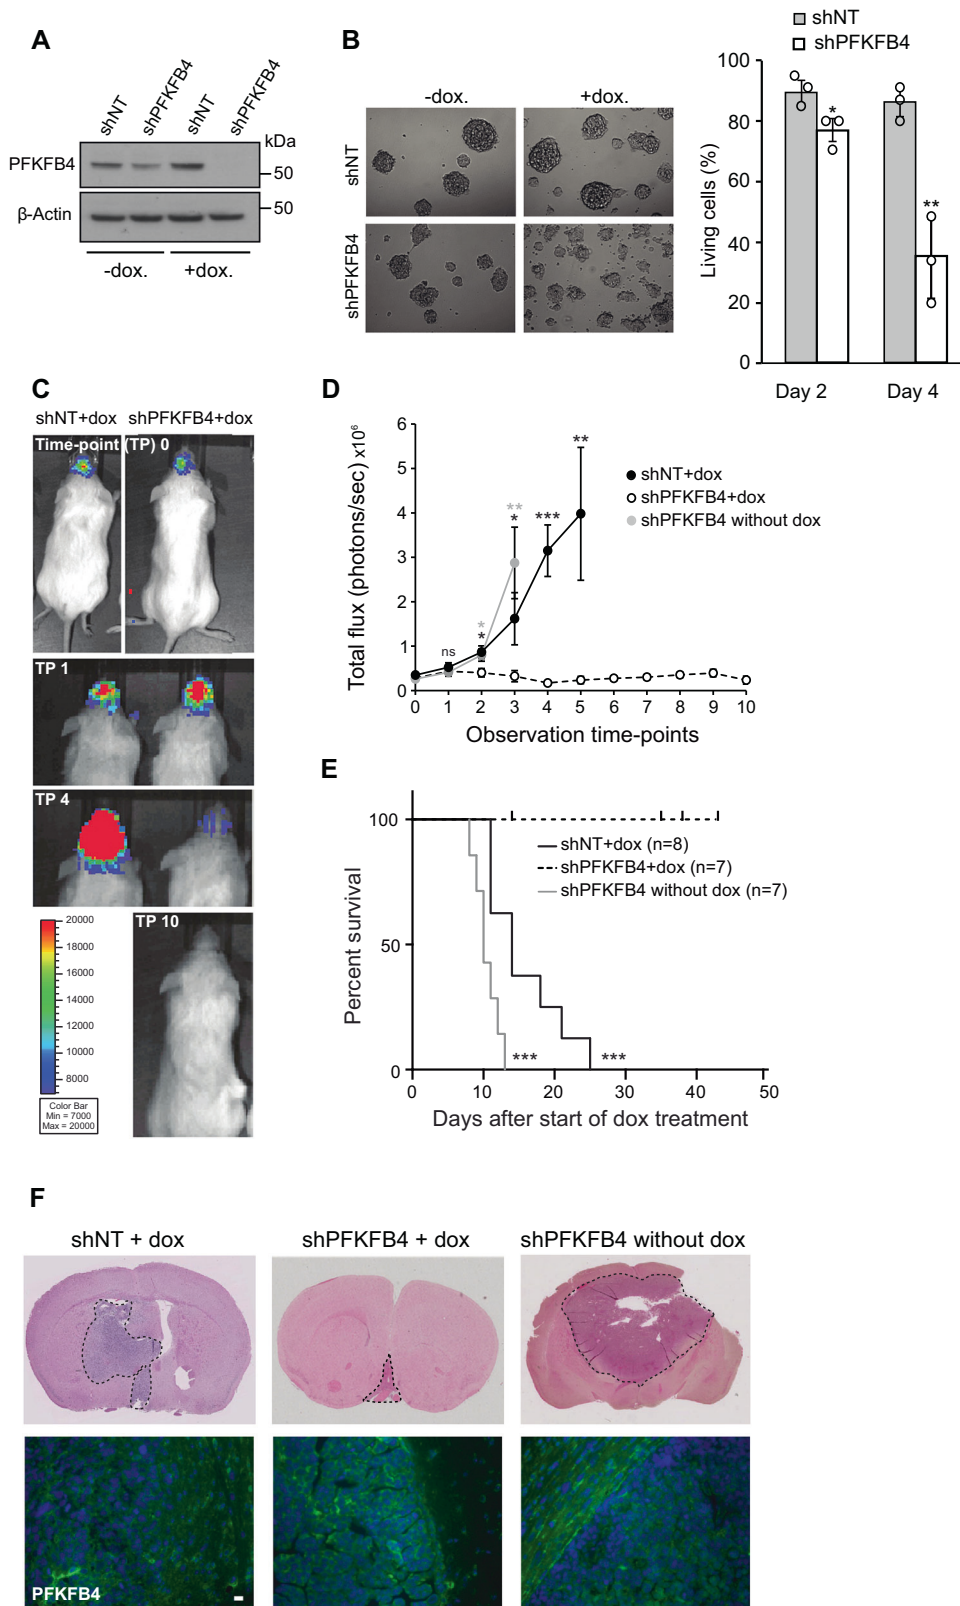 A
shNT
shPFKFB4
shNT
shPFKFB4
kDa
PFKFB4
50
β-Actin
50
-dox.
+dox.
B
-dox.
+dox.
shNT
shPFKFB4
shNT
shPFKFB4
Living cells (%)
100
80
60
40
20
0
*
**
Day 2
Day 4
C
shNT+dox
shPFKFB4+dox
Time-point (TP) 0
TP 1
TP 4
TP 10
20000
18000
16000
14000
12000
10000
8000
Color Bar
Min = 7000
Max = 20000
D
Total flux (photons/sec) x10⁶
6
5
4
3
2
1
0
ns
*
*
**
*
***
**
shNT+dox
shPFKFB4+dox
shPFKFB4 without dox
0 1 2 3 4 5 6 7 8 9 10
Observation time-points
E
Percent survival
100
50
0
shNT+dox (n=8)
shPFKFB4+dox (n=7)
shPFKFB4 without dox (n=7)
***
***
0 10 20 30 40 50
Days after start of dox treatment
F
shNT + dox
shPFKFB4 + dox
shPFKFB4 without dox
PFKFB4